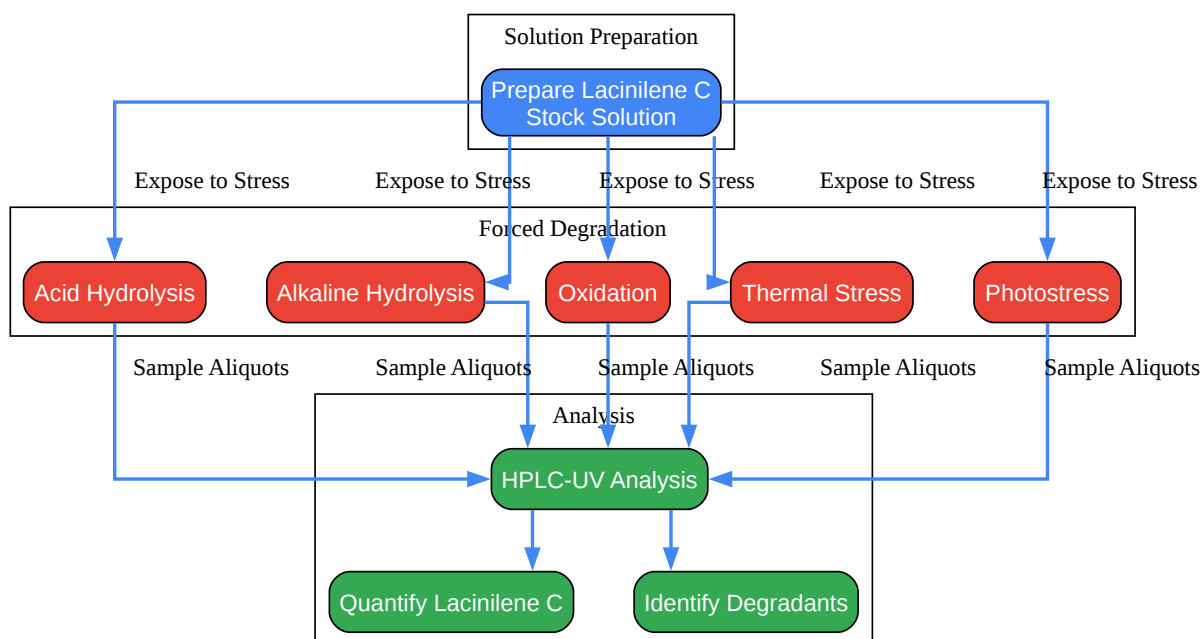 Solution Preparation
Prepare Lacinilene C
Stock Solution
Expose to Stress
Expose to Stress
Expose to Stress
Expose to Stress
Expose to Stress
Forced Degradation
Acid Hydrolysis
Alkaline Hydrolysis
Oxidation
Thermal Stress
Photostress
Sample Aliquots
Sample Aliquots
Sample Aliquots
Sample Aliquots
Sample Aliquots
Analysis
HPLC-UV Analysis
Quantify Lacinilene C
Identify Degradants